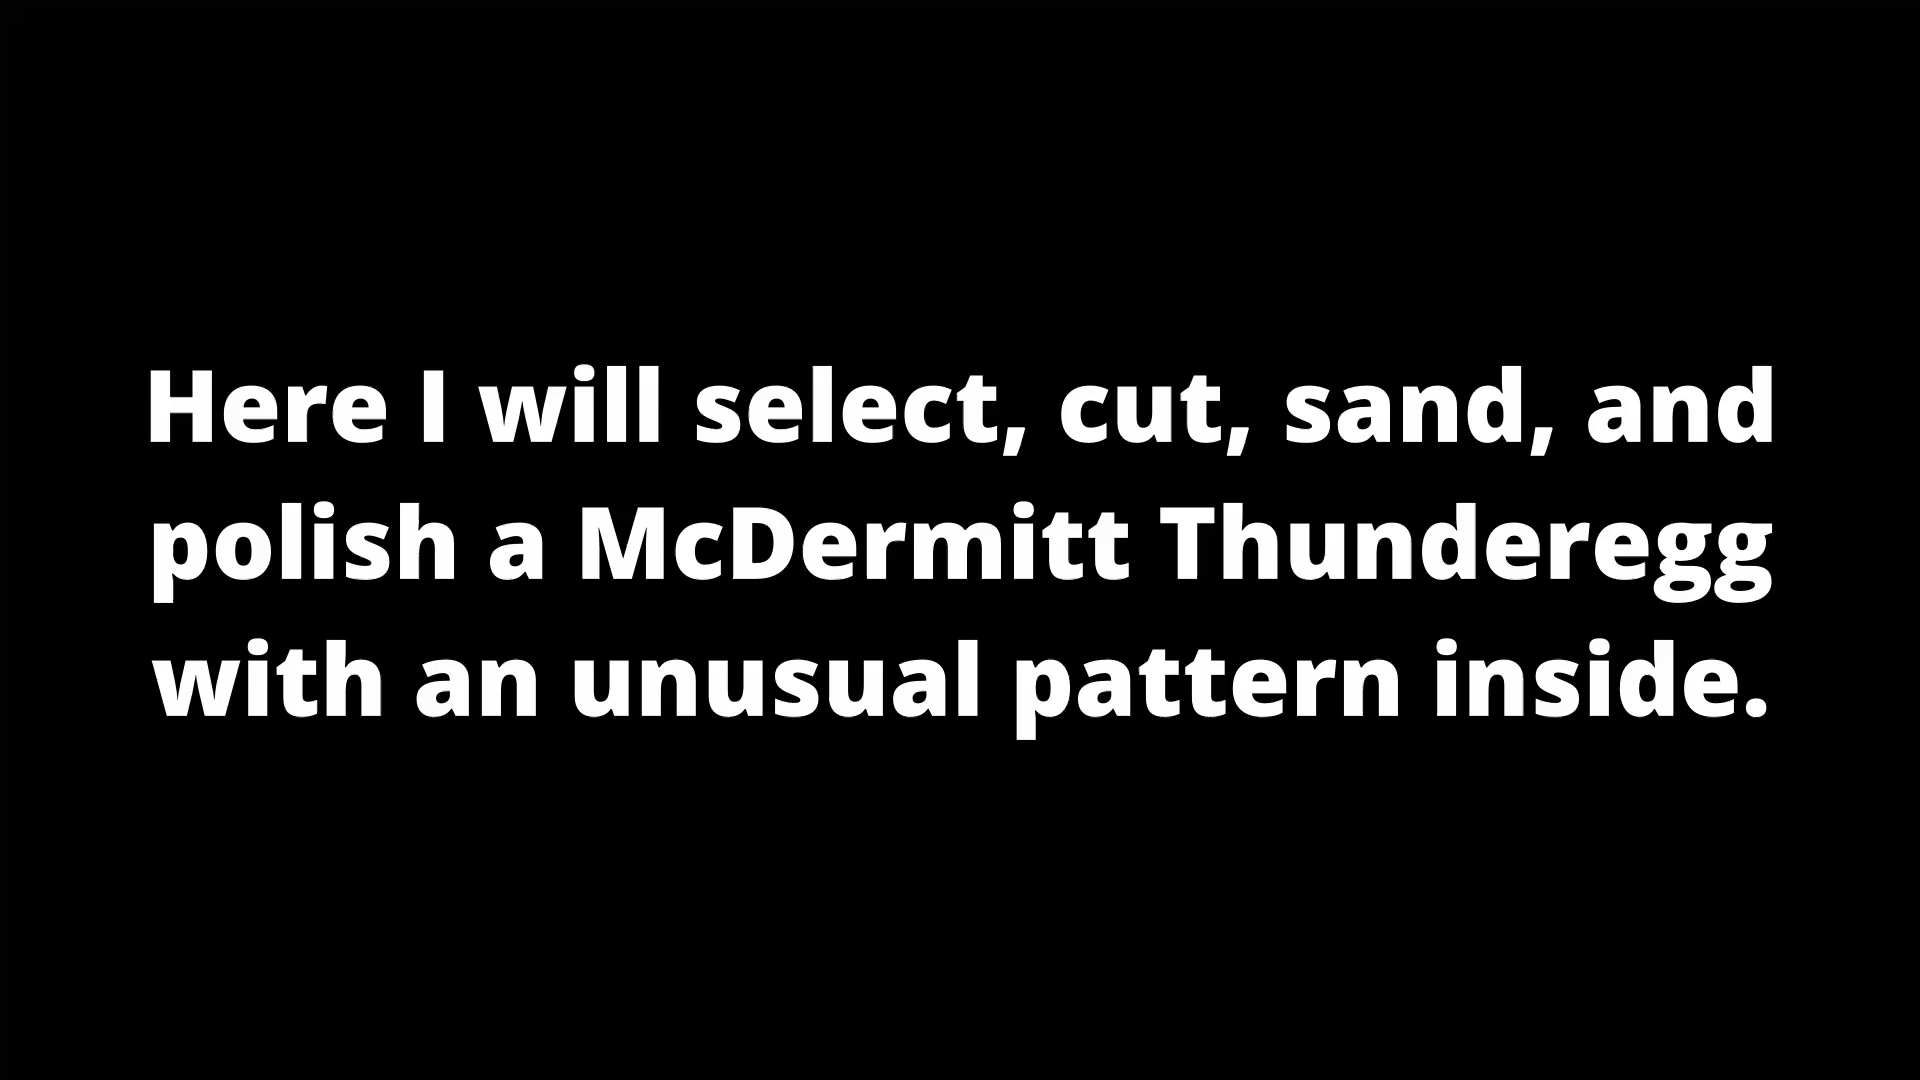 Here I will select, cut, sand, and
polish a McDermitt Thunderegg
with an unusual pattern inside.